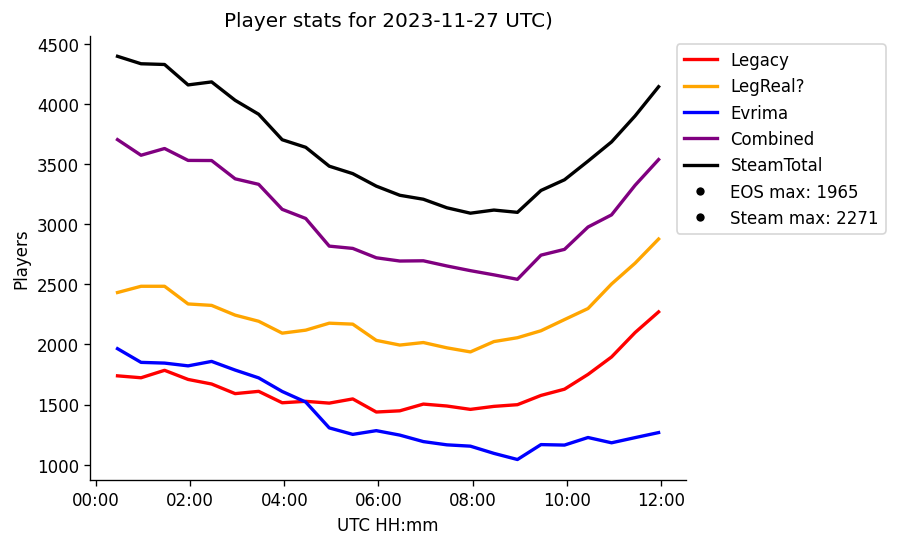 Player stats for 2023-11-27 UTC)
4500
4000
3500
3000
2500
2000
1500
1000
Players
00:00 02:00 04:00 06:00 08:00 10:00 12:00
UTC HH:mm
Legacy
LegReal?
Evrima
Combined
SteamTotal
EOS max: 1965
Steam max: 2271